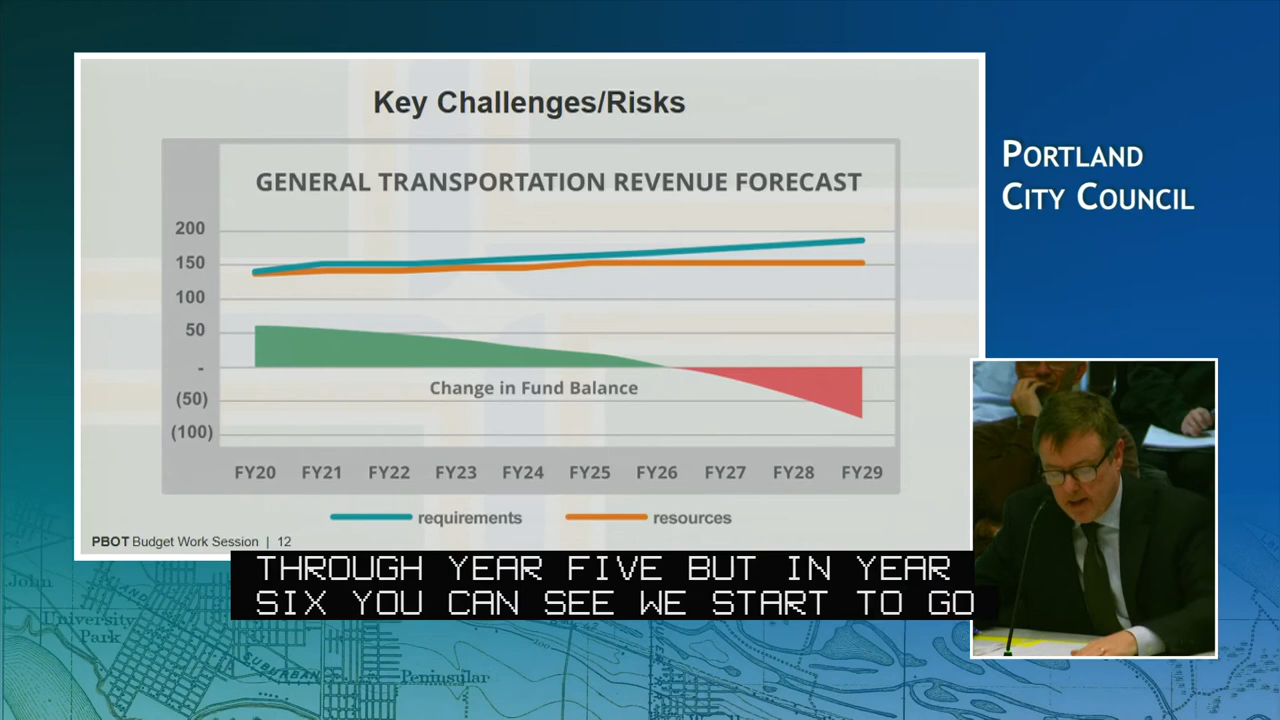 Key Challenges/Risks
GENERAL TRANSPORTATION REVENUE FORECAST
200
150
100
50
-
(50)
(100)
Change in Fund Balance
FY20 FY21 FY22 FY23 FY24 FY25 FY26 FY27 FY28 FY29
requirements resources
PBOT Budget Work Session | 12
PORTLAND
CITY COUNCIL
THROUGH YEAR FIVE BUT IN YEAR
SIX YOU CAN SEE WE START TO GO
John
University
Park
SUBURBAN
Peninsular